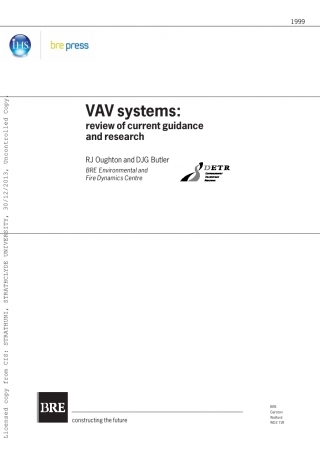 1999
IHS
bre press
VAV systems:
review of current guidance
and research
RJ Oughton and DJG Butler
BRE Environmental and
Fire Dynamics Centre
DETR
Licensed copy from CIS: STRATHUNI, STRATHCLYDE UNIVERSITY, 30/12/2013, Uncontrolled Copy,
BRE
constructing the future
BRE
Garston
Watford